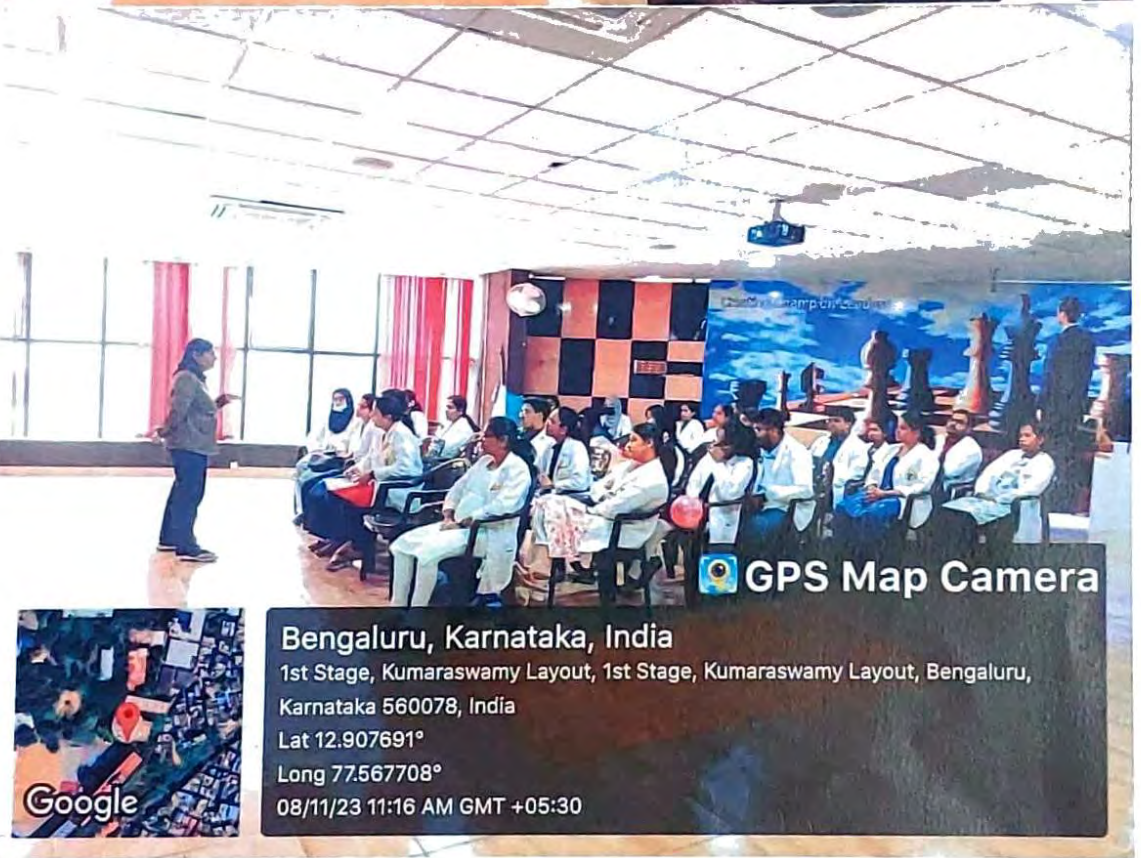 GPS Map Camera
Bengaluru, Karnataka, India
1st Stage, Kumaraswamy Layout, 1st Stage, Kumaraswamy Layout, Bengaluru,
Karnataka 560078, India
Lat 12.907691°
Long 77.567708°
08/11/23 11:16 AM GMT +05:30
Google